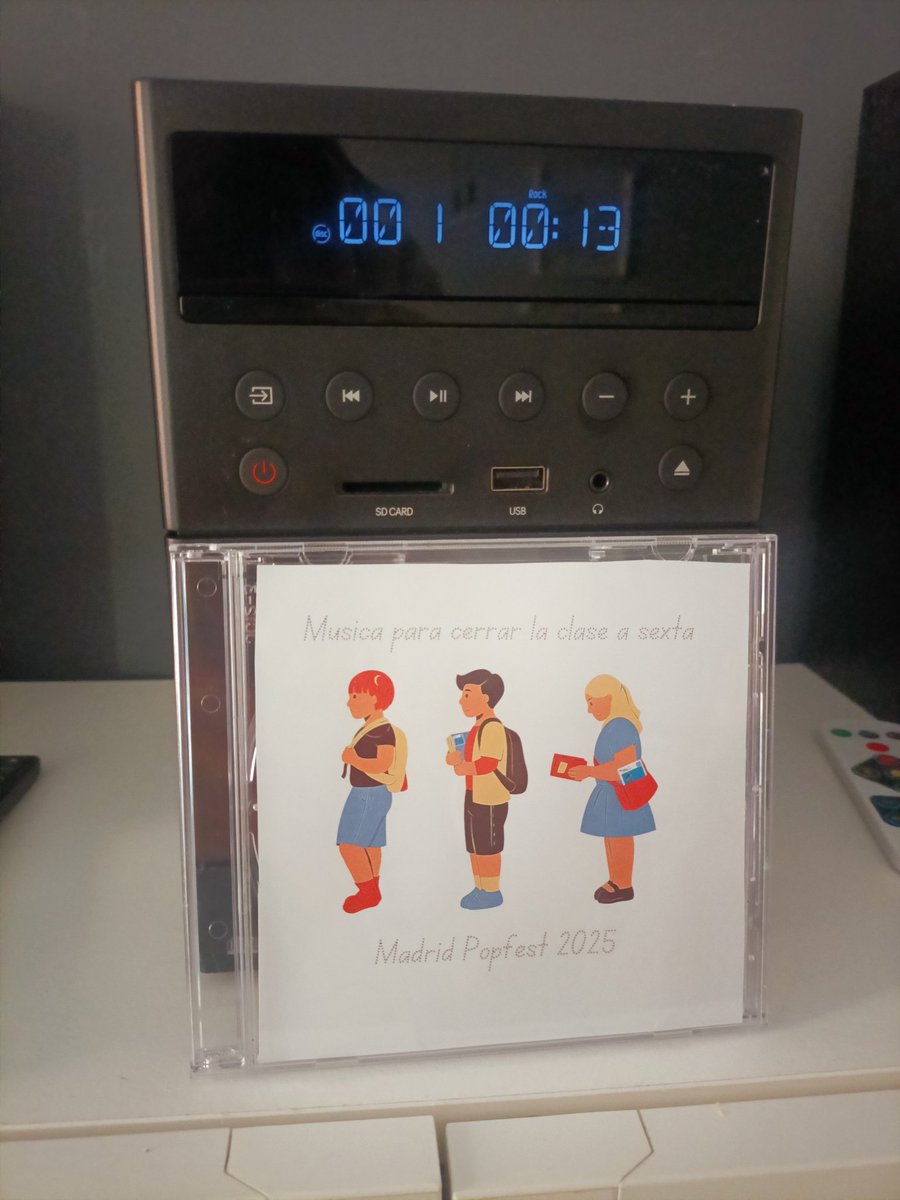 Rock
disc 001 00:13
SD CARD
USB
Musica para cerrar la clase a sexta
Madrid Popfest 2025